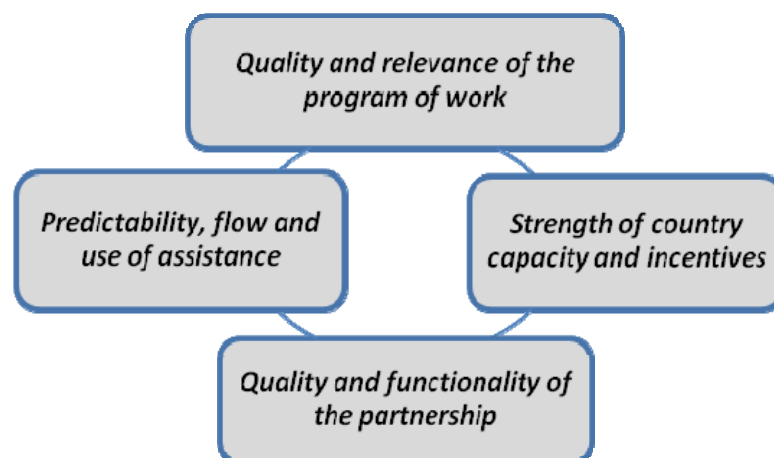 Quality and relevance of the
program of work
Predictability, flow and
use of assistance
Strength of country
capacity and incentives
Quality and functionality of
the partnership